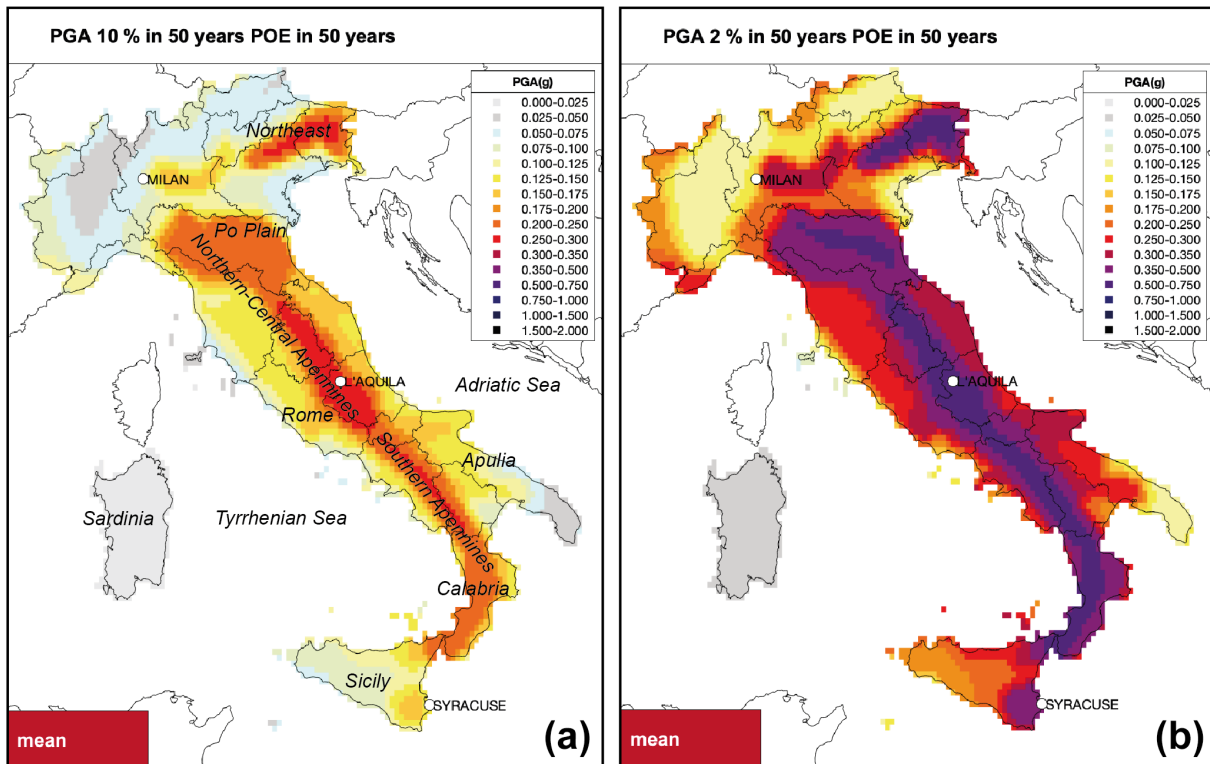 PGA 10 % in 50 years POE in 50 years
PGA(g)
0.000-0.025
0.025-0.050
0.050-0.075
0.075-0.100
0.100-0.125
0.125-0.150
0.150-0.175
0.175-0.200
0.200-0.250
0.250-0.300
0.300-0.350
0.350-0.500
0.500-0.750
0.750-1.000
1.000-1.500
1.500-2.000
Northeast
MILAN
Po Plain
Northern-Central Apennines
L'AQUILA
Adriatic Sea
Rome
Southern Apennines
Apulia
Sardinia
Tyrrhenian Sea
Calabria
Sicily
SYRACUSE
mean
(a)
PGA 2 % in 50 years POE in 50 years
PGA(g)
0.000-0.025
0.025-0.050
0.050-0.075
0.075-0.100
0.100-0.125
0.125-0.150
0.150-0.175
0.175-0.200
0.200-0.250
0.250-0.300
0.300-0.350
0.350-0.500
0.500-0.750
0.750-1.000
1.000-1.500
1.500-2.000
MILAN
L'AQUILA
SYRACUSE
mean
(b)